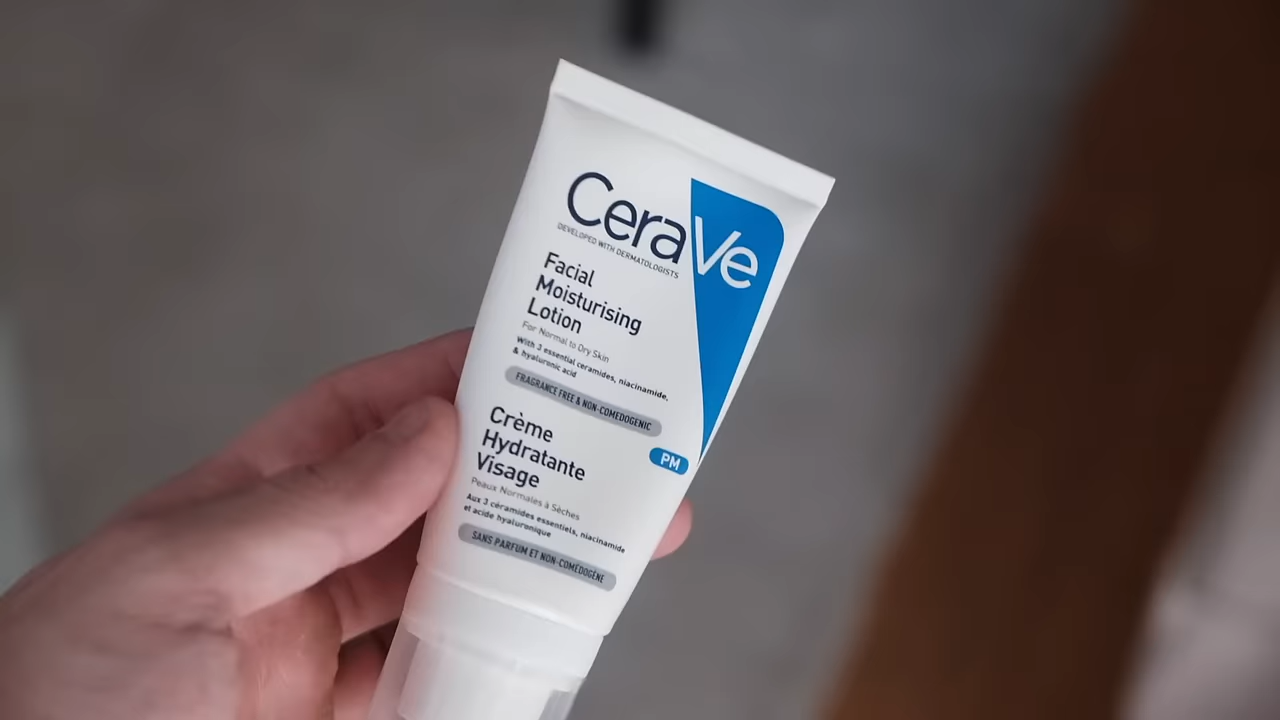 CeraVe
DEVELOPED WITH DERMATOLOGISTS
Facial
Moisturising
Lotion
For Normal to Dry Skin
With 3 essential ceramides, niacinamide,
& hyaluronic acid
FRAGRANCE FREE & NON-COMEDOGENIC
Crème
Hydratante
Visage
PM
Peaux Normales à Sèches
Aux 3 céramides essentiels, niacinamide
et acide hyaluronique
SANS PARFUM ET NON-COMÉDOGÈNE